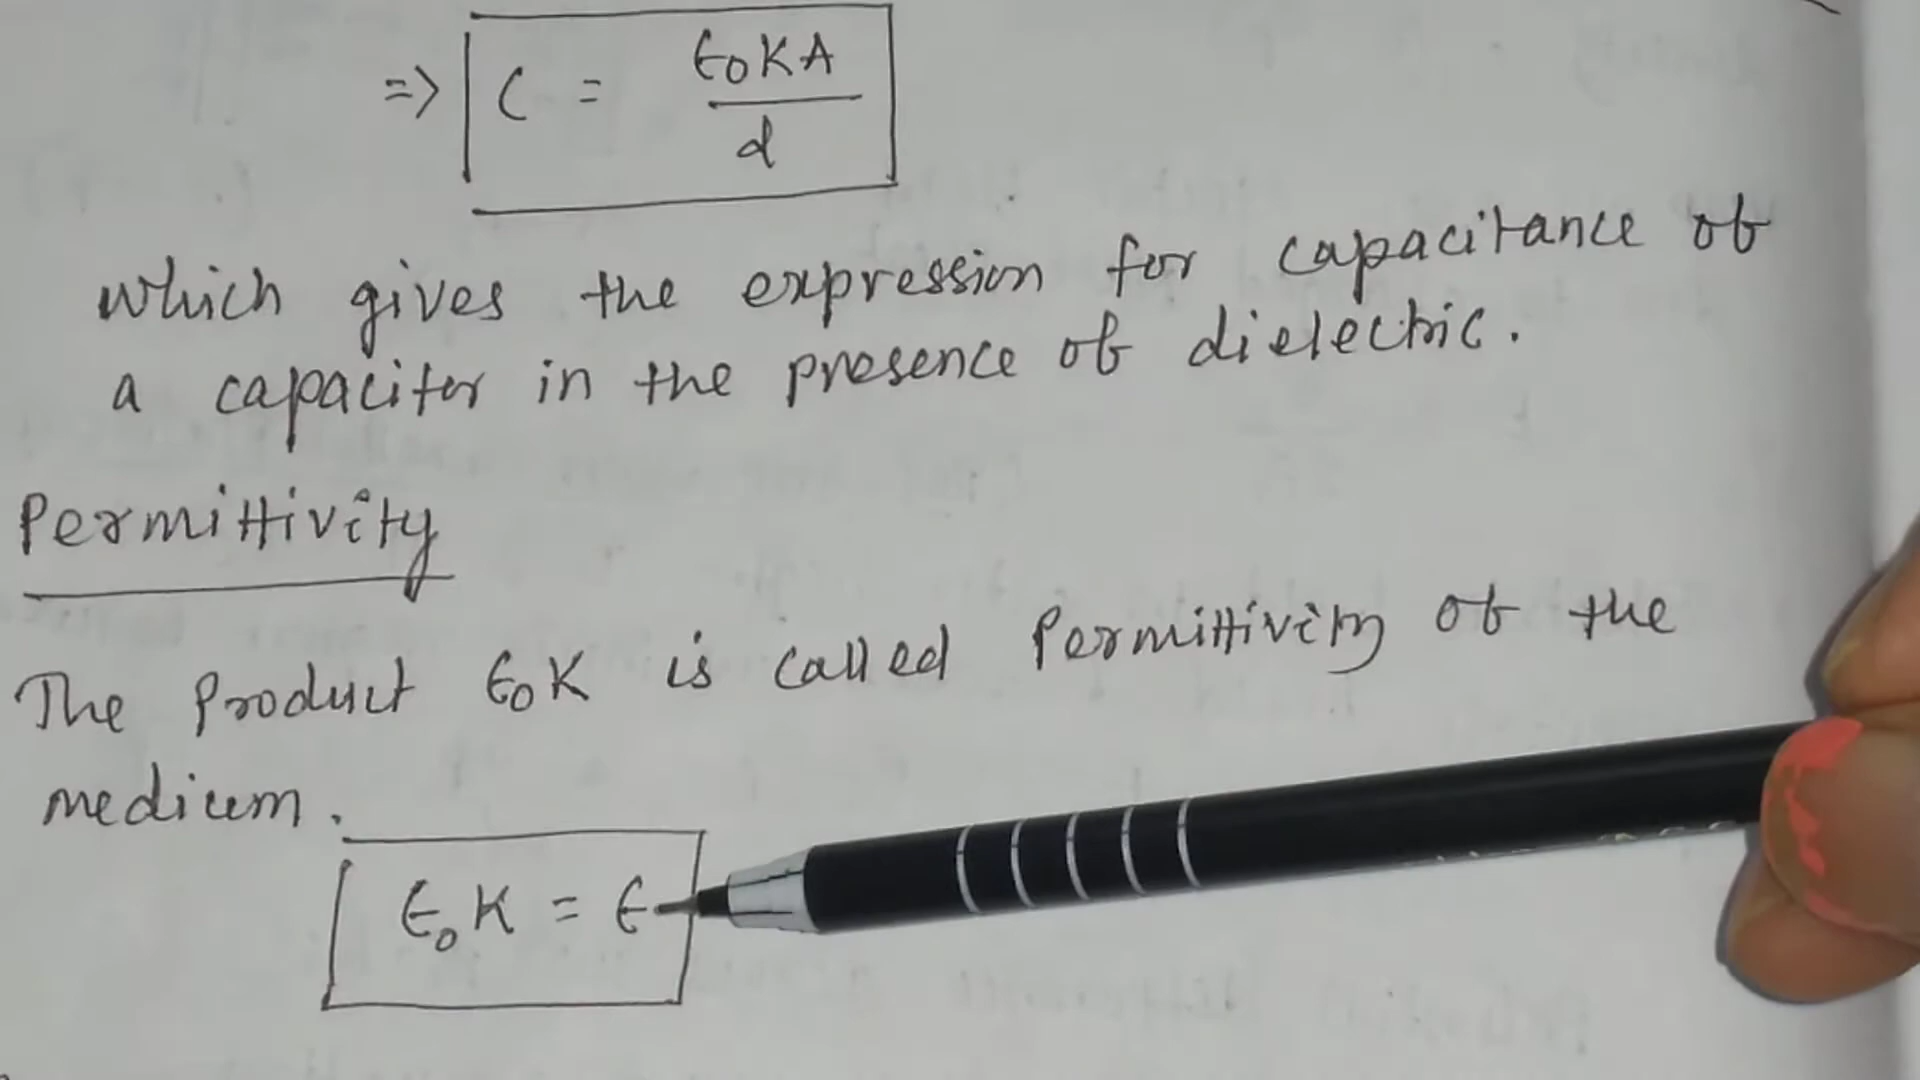 => C = ϵ₀KA / d
which gives the expression for capacitance of
a capacitor in the presence of dielectric.
Permittivity
The Product ϵ₀K is called Permittivity of the
medium.
ϵ₀K = ϵ